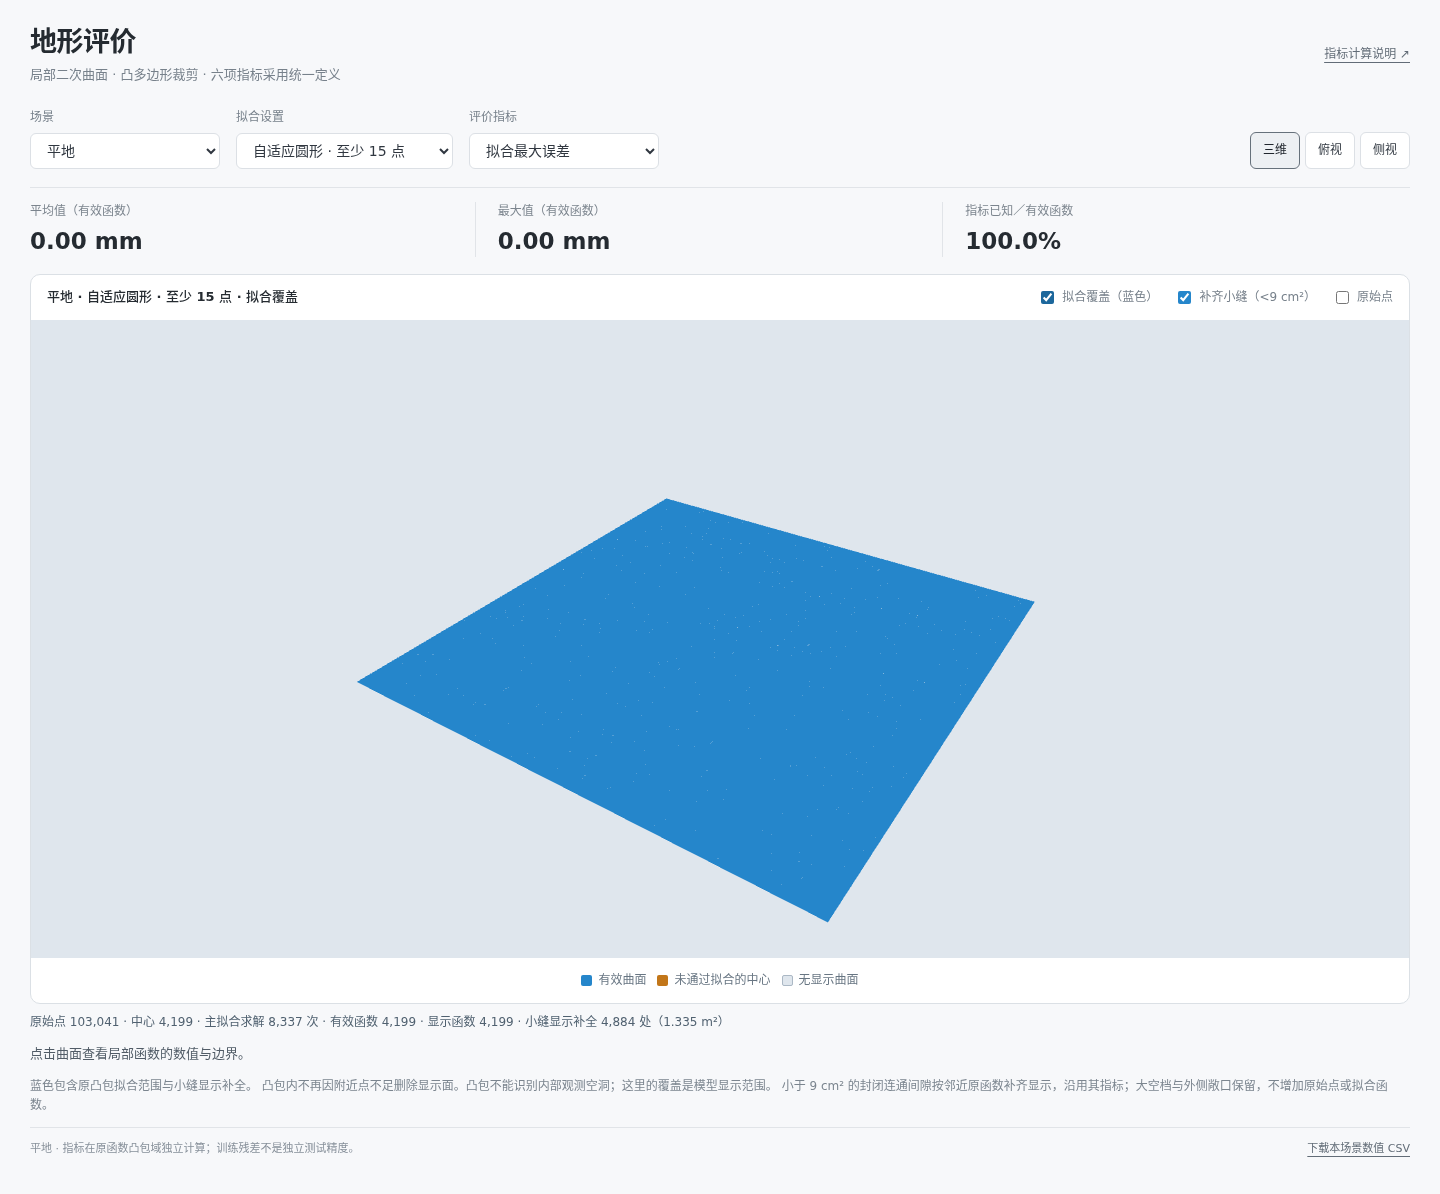 地形评价
局部二次曲面 · 凸多边形裁剪 · 六项指标采用统一定义
指标计算说明 ↗
场景
拟合设置
评价指标
平地
自适应圆形 · 至少 15 点
拟合最大误差
三维
俯视
侧视
平均值（有效函数）
最大值（有效函数）
指标已知／有效函数
0.00 mm
0.00 mm
100.0%
平地 · 自适应圆形 · 至少 15 点 · 拟合覆盖
拟合覆盖（蓝色）
补齐小缝（<9 cm²）
原始点
有效曲面
未通过拟合的中心
无显示曲面
原始点 103,041 · 中心 4,199 · 主拟合求解 8,337 次 · 有效函数 4,199 · 显示函数 4,199 · 小缝显示补全 4,884 处（1.335 m²）
点击曲面查看局部函数的数值与边界。
蓝色包含原凸包拟合范围与小缝显示补全。 凸包内不再因附近点不足删除显示面。凸包不能识别内部观测空洞；这里的覆盖是模型显示范围。 小于 9 cm² 的封闭连通间隙按邻近原函数补齐显示，沿用其指标；大空档与外侧敞口保留，不增加原始点或拟合函
数。
平地 · 指标在原函数凸包域独立计算；训练残差不是独立测试精度。
下载本场景数值 CSV